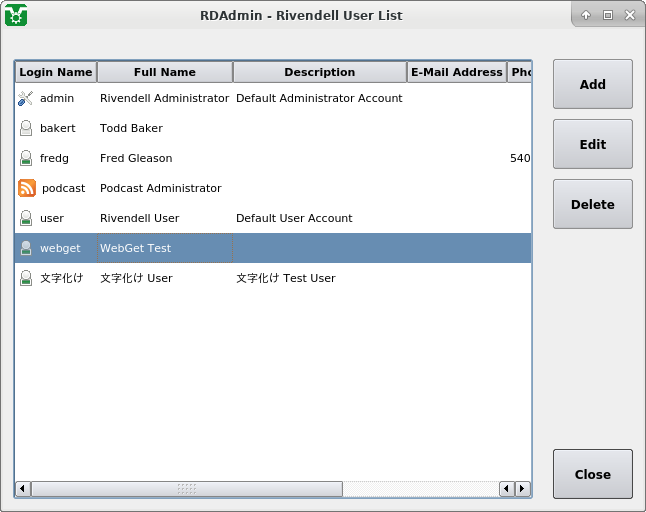 RDAdmin - Rivendell User List
Login Name Full Name Description E-Mail Address Pho
admin Rivendell Administrator Default Administrator Account
bakert Todd Baker
fredg Fred Gleason 540
podcast Podcast Administrator
user Rivendell User Default User Account
webget WebGet Test
文字化け 文字化け User 文字化け Test User
Add
Edit
Delete
Close